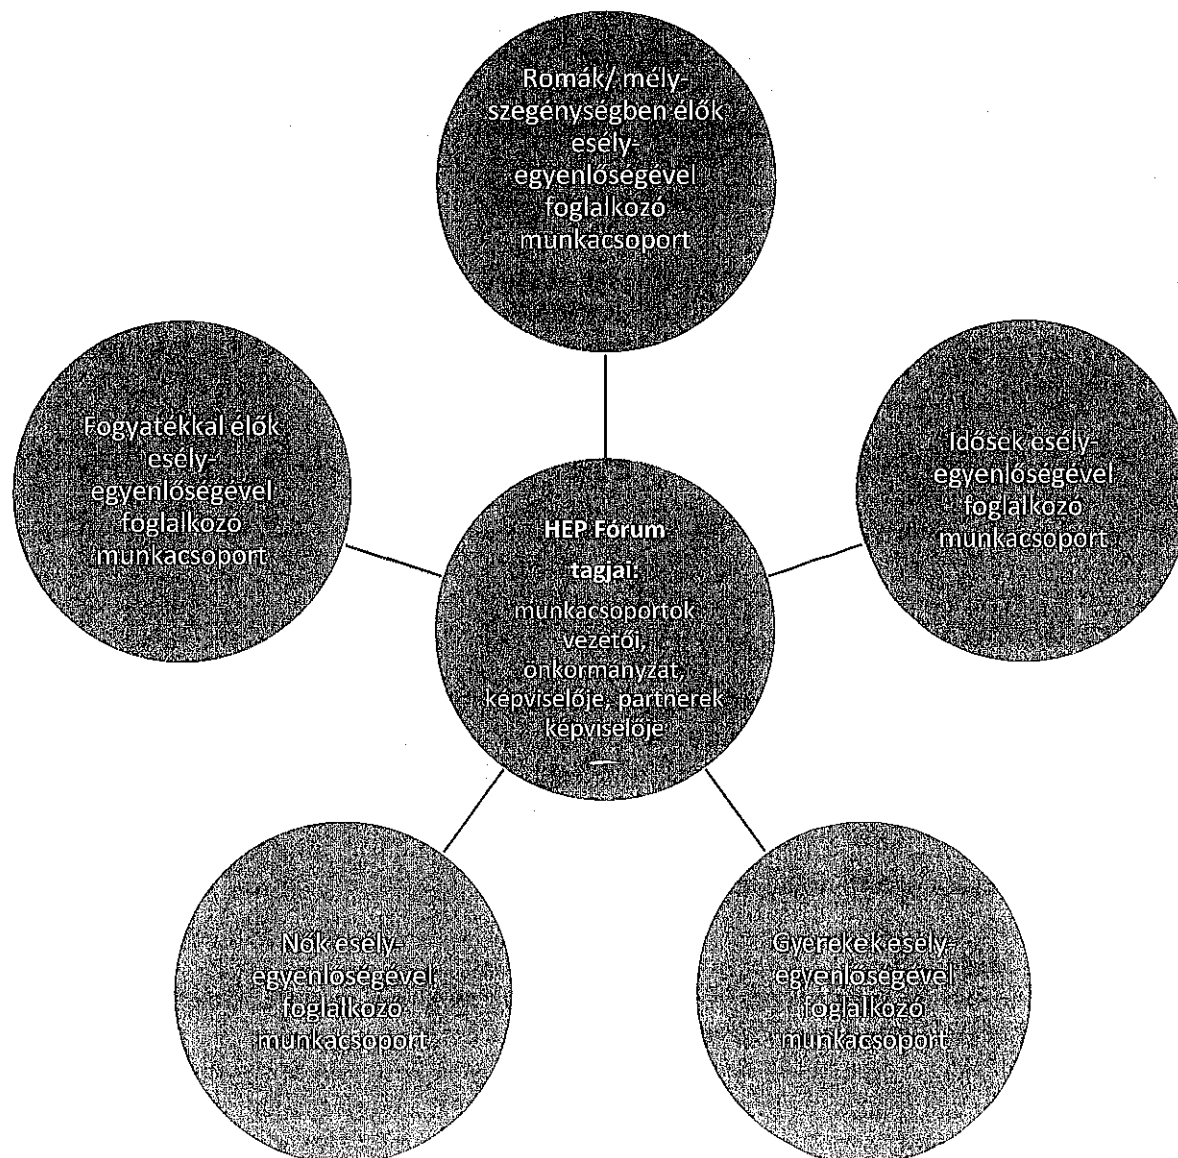 Romák/ mély-
szegénységben élők
esély-
egyenlőségével
foglalkozó
munkacsoport
Fogyatékkal élők
esély-
egyenlőségével
foglalkozó
munkacsoport
Idősek esély-
egyenlőségével
foglalkozó
munkacsoport
HEP Fórum
tagjai:
munkacsoportok
vezetői,
önkormányzat
képviselője, partnerek
képviselője
Nők esély-
egyenlőségével
foglalkozó
munkacsoport
Gyerekek esély-
egyenlőségével
foglalkozó
munkacsoport